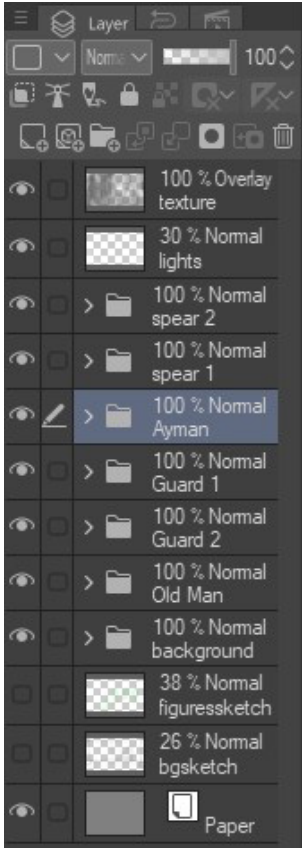 Layer
Norma 100
100 % Overlay
texture
30 % Normal
lights
100 % Normal
spear 2
100 % Normal
spear 1
100 % Normal
Ayman
100 % Normal
Guard 1
100 % Normal
Guard 2
100 % Normal
Old Man
100 % Normal
background
38 % Normal
figuressketch
26 % Normal
bgsketch
Paper